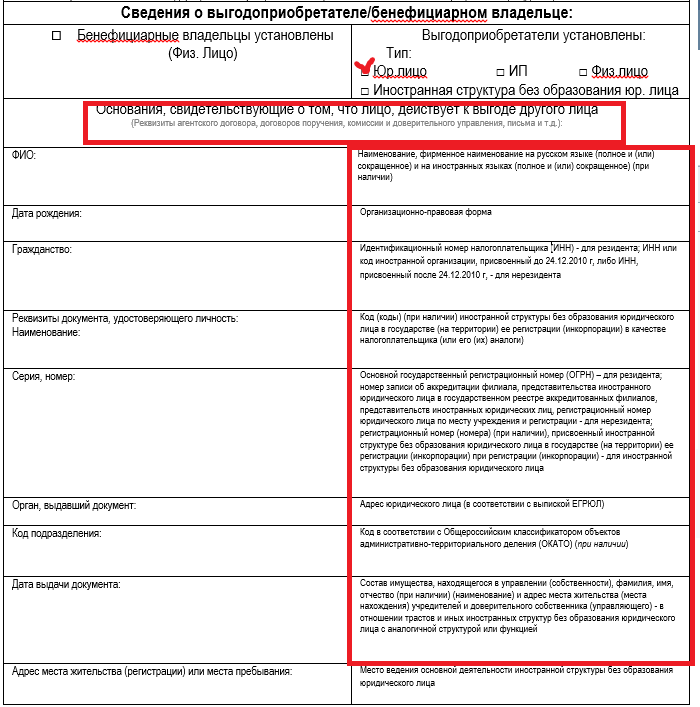 Сведения о выгодоприобретателе/бенефициарном владельце:
□ Бенефициарные владельцы установлены
(Физ. Лицо)
Выгодоприобретатели установлены:
Тип:
□ Юр.лицо □ ИП □ Физ.лицо
□ Иностранная структура без образования юр. лица
Основания, свидетельствующие о том, что лицо, действует к выгоде другого лица
(Реквизиты агентского договора, договоров поручения, комиссии и доверительного управления, письма и т.д.):
ФИО:
Наименование, фирменное наименование на русском языке (полное и (или)
сокращенное) и на иностранных языках (полное и (или) сокращенное) (при
наличии)
Дата рождения:
Организационно-правовая форма
Гражданство:
Идентификационный номер налогоплательщика (ИНН) - для резидента; ИНН или
код иностранной организации, присвоенный до 24.12.2010 г, либо ИНН,
присвоенный после 24.12.2010 г, - для нерезидента
Реквизиты документа, удостоверяющего личность:
Наименование:
Код (коды) (при наличии) иностранной структуры без образования юридического
лица в государстве (на территории) ее регистрации (инкорпорации) в качестве
налогоплательщика (или его (их) аналоги)
Серия, номер:
Основной государственный регистрационный номер (ОГРН) – для резидента;
номер записи об аккредитации филиала, представительства иностранного
юридического лица в государственном реестре аккредитованных филиалов,
представительств иностранных юридических лиц, регистрационный номер
юридического лица по месту учреждения и регистрации - для нерезидента;
регистрационный номер (номера) (при наличии), присвоенный иностранной
структуре без образования юридического лица в государстве (на территории) ее
регистрации (инкорпорации) при регистрации (инкорпорации) - для иностранной
структуры без образования юридического лица
Орган, выдавший документ:
Адрес юридического лица (в соответствии с выпиской ЕГРЮЛ)
Код подразделения:
Код в соответствии с Общероссийским классификатором объектов
административно-территориального деления (ОКАТО) (при наличии)
Дата выдачи документа:
Состав имущества, находящегося в управлении (собственности), фамилия, имя,
отчество (при наличии) (наименование) и адрес места жительства (места
нахождения) учредителей и доверительного собственника (управляющего) - в
отношении трастов и иных иностранных структур без образования юридического
лица с аналогичной структурой или функцией
Адрес места жительства (регистрации) или места пребывания:
Место ведения основной деятельности иностранной структуры без образования
юридического лица